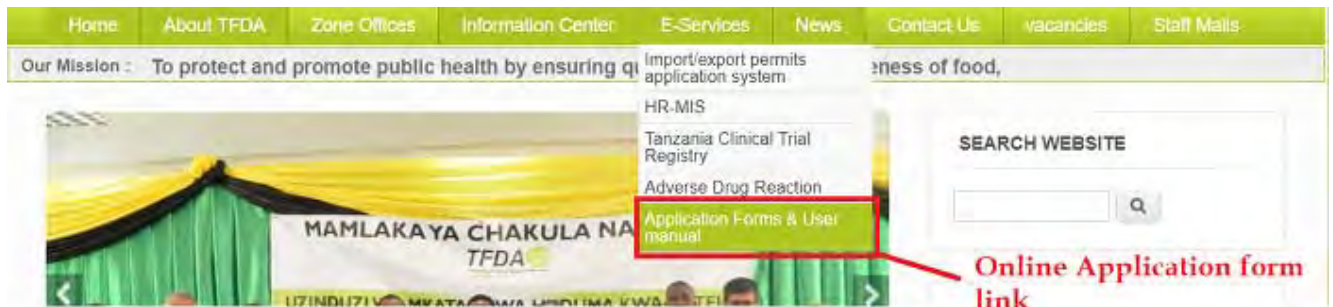 Home About TFDA Zone Offices Information Center E-Services News Contact Us vacancies Staff Mails
Our Mission : To protect and promote public health by ensuring eness of food,
Import/export permits
application system
HR-MIS
Tanzania Clinical Trial
Registry
Adverse Drug Reaction
Application Forms & User
manual
SEARCH WEBSITE
MAMLAKA YA CHAKULA NA
TFDA
Online Application form
link